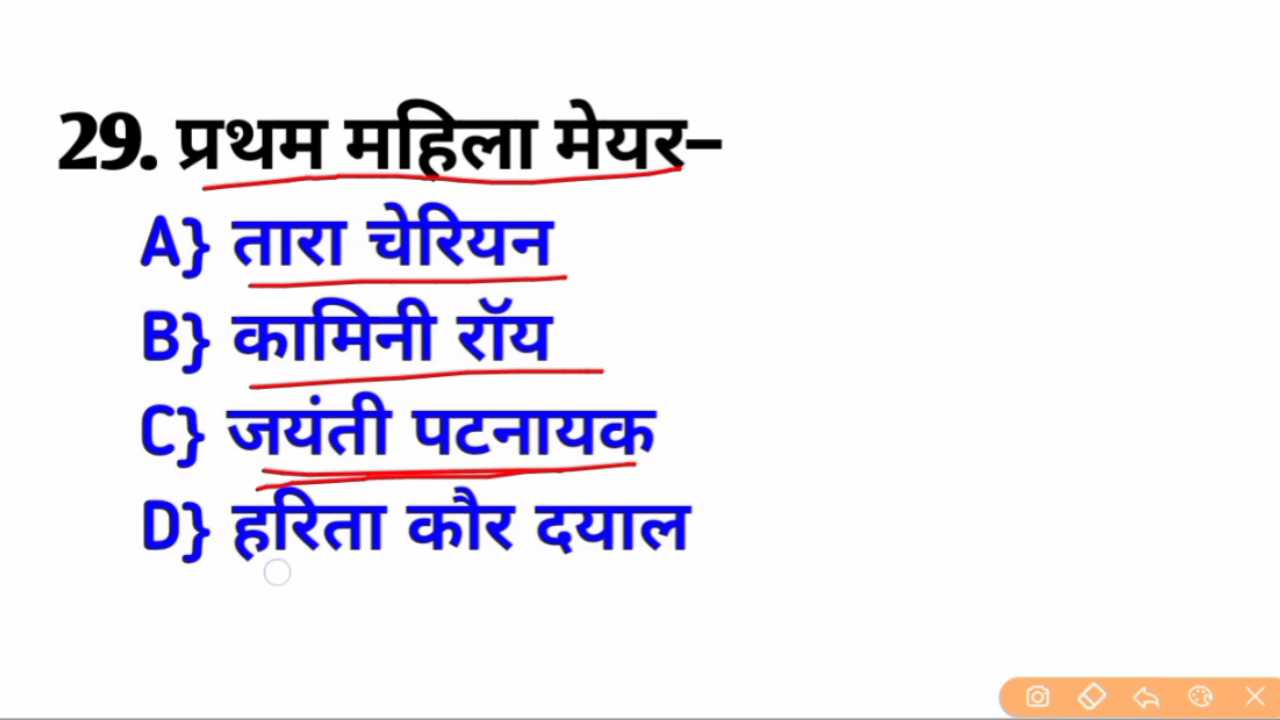 29. प्रथम महिला मेयर–
A} तारा चेरियन
B} कामिनी रॉय
C} जयंती पटनायक
D} हरिता कौर दयाल